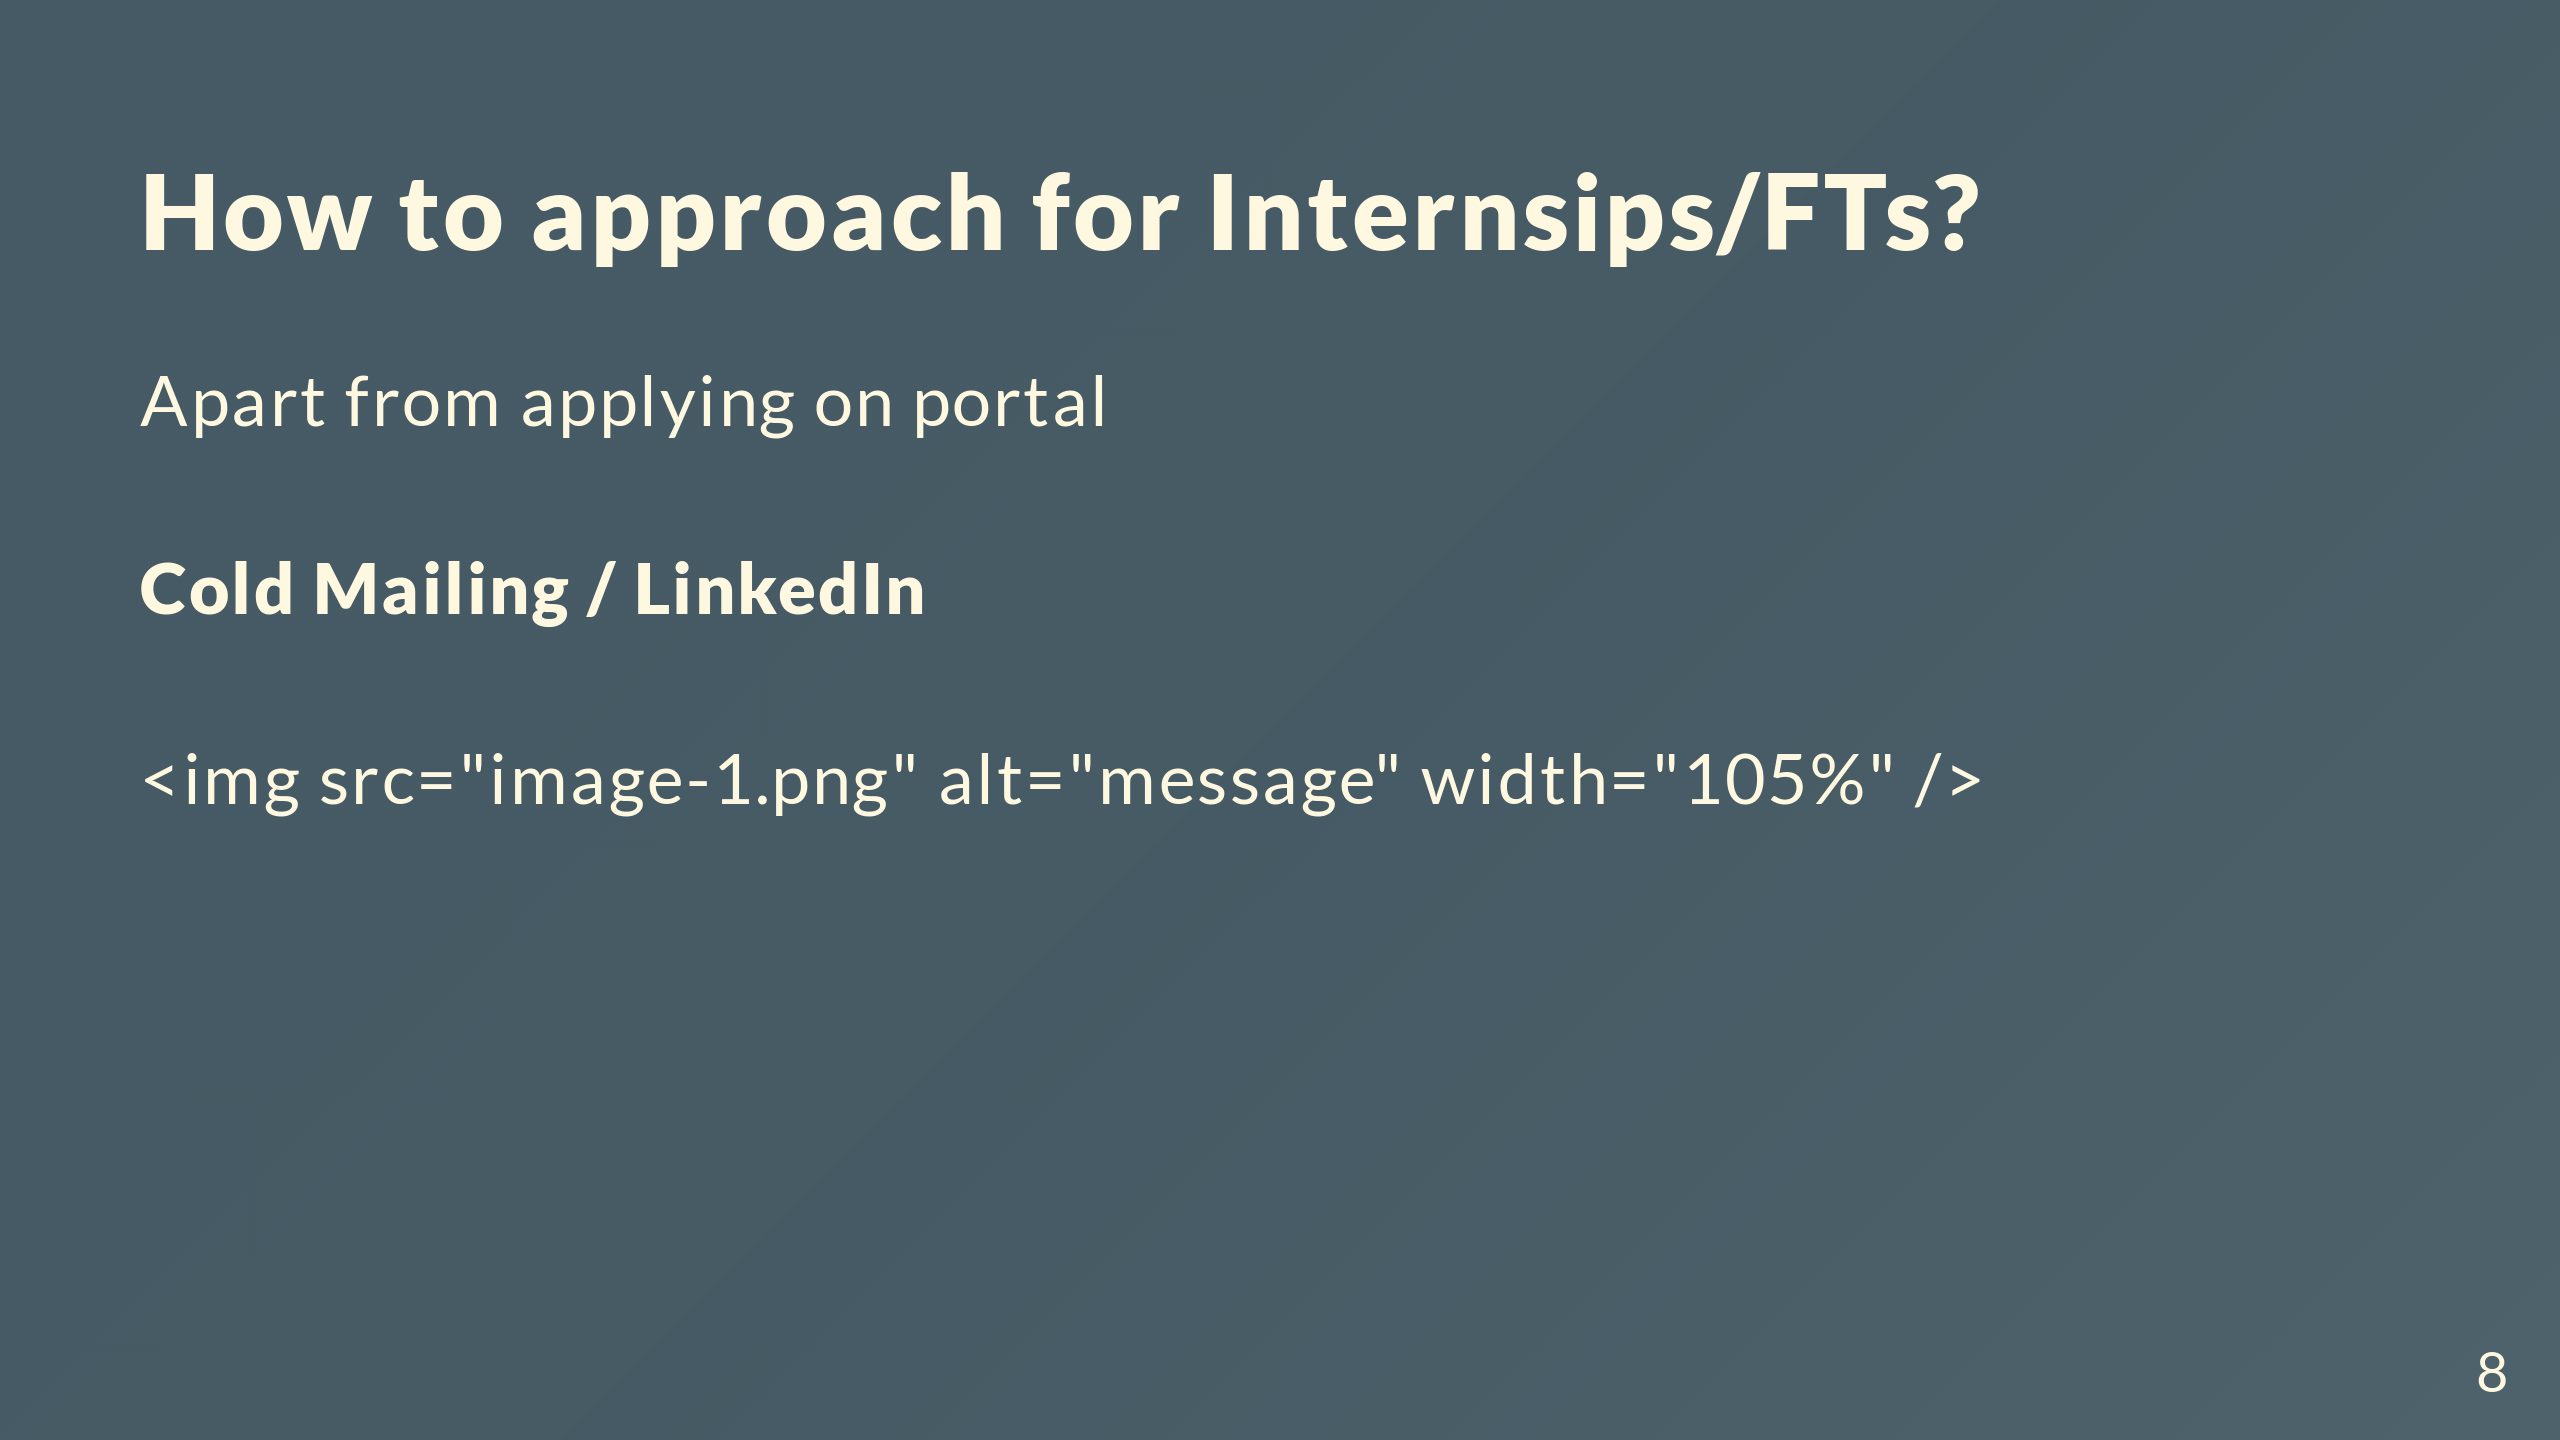 How to approach for Internsips/FTs?
Apart from applying on portal
Cold Mailing / LinkedIn
<img src="image-1.png" alt="message" width="105%" />
8